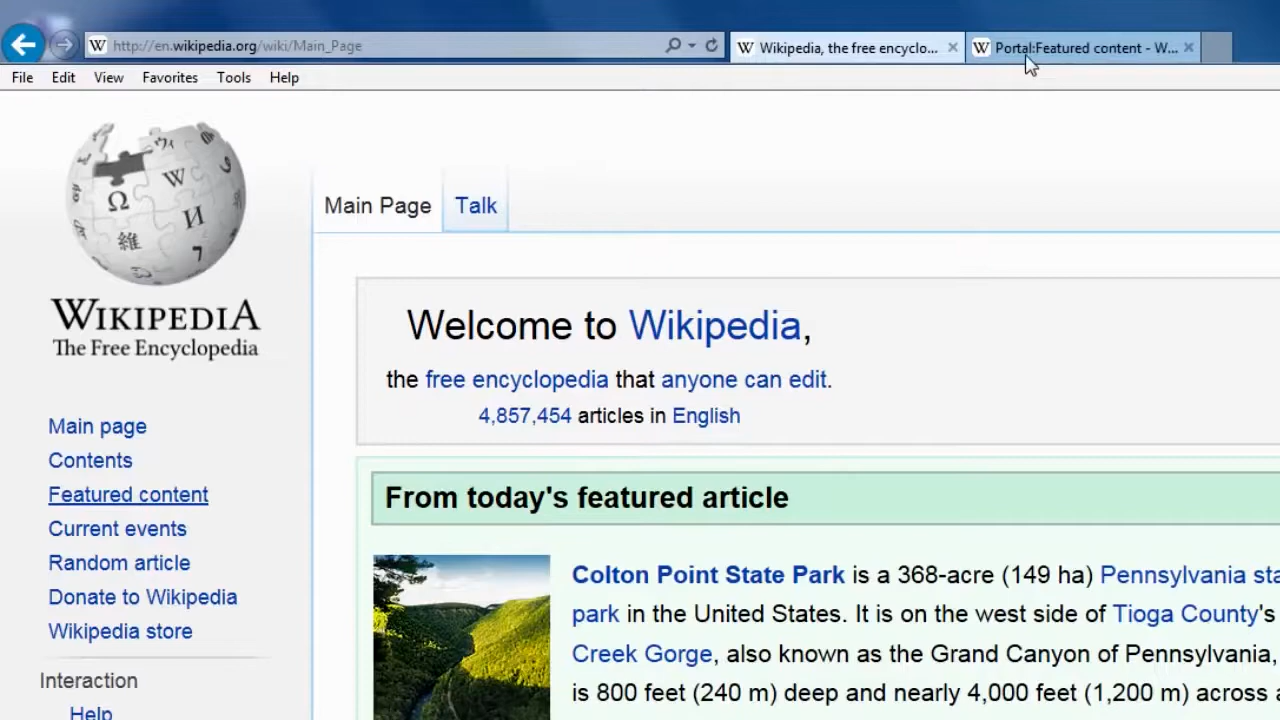 http://en.wikipedia.org/wiki/Main_Page
Wikipedia, the free encyclo...
Portal:Featured content - W...
File Edit View Favorites Tools Help
WIKIPEDIA
The Free Encyclopedia
Main Page Talk
Welcome to Wikipedia,
the free encyclopedia that anyone can edit.
4,857,454 articles in English
Main page
Contents
Featured content
Current events
Random article
Donate to Wikipedia
Wikipedia store
Interaction
Help
From today's featured article
Colton Point State Park is a 368-acre (149 ha) Pennsylvania sta
park in the United States. It is on the west side of Tioga County's
Creek Gorge, also known as the Grand Canyon of Pennsylvania,
is 800 feet (240 m) deep and nearly 4,000 feet (1,200 m) across a